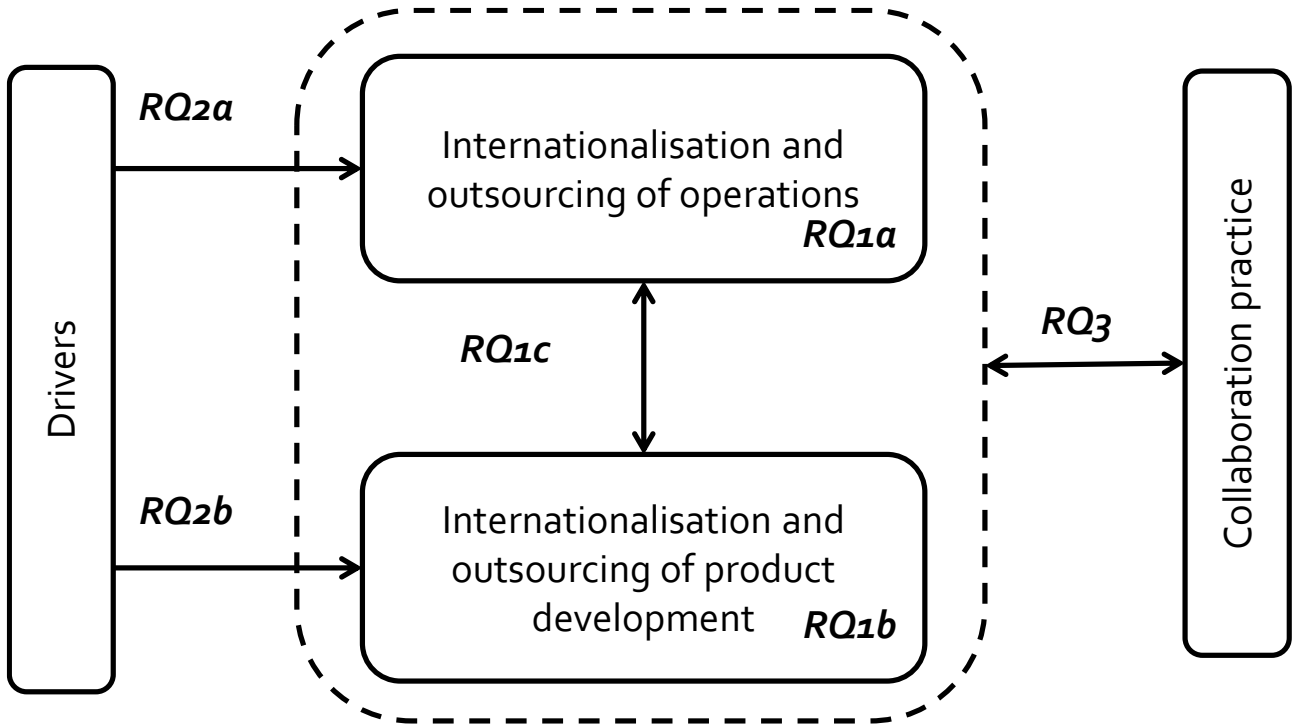 Drivers
RQ2a
RQ2b
Internationalisation and
outsourcing of operations
RQ1a
RQ1c
Internationalisation and
outsourcing of product
development
RQ1b
RQ3
Collaboration practice